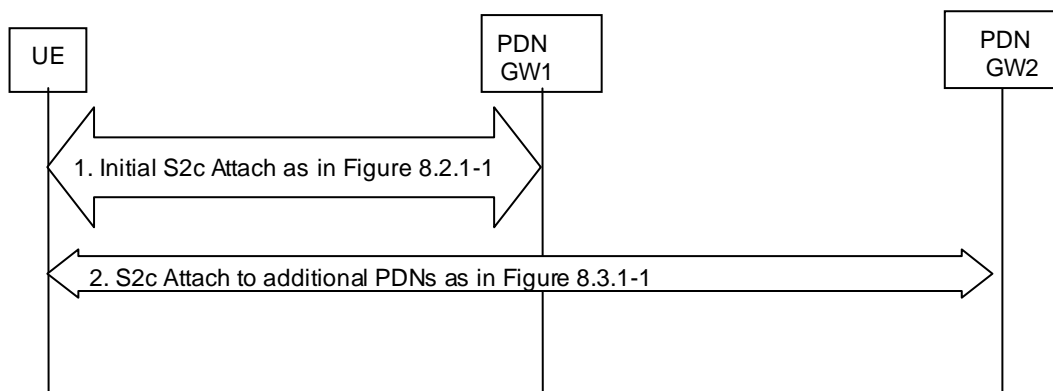 UE
PDN
GW1
PDN
GW2
1. Initial S2c Attach as in Figure 8.2.1-1
2. S2c Attach to additional PDNs as in Figure 8.3.1-1